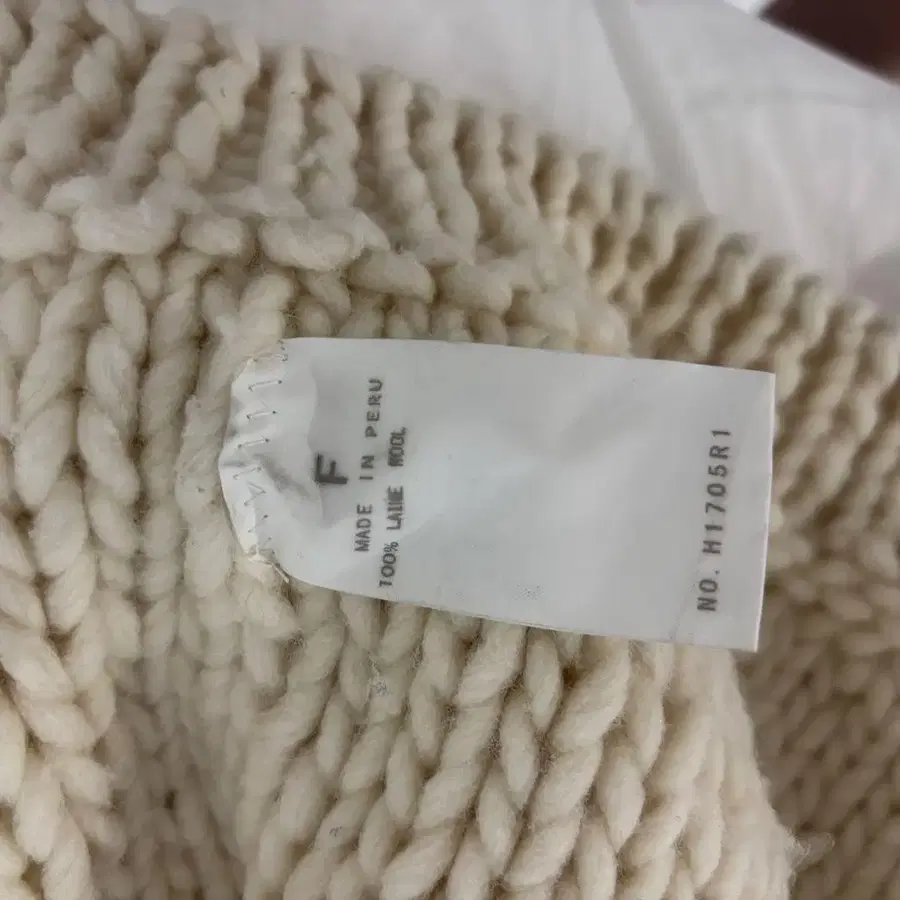 F
MADE IN PERU
100% LAINE WOOL
NO. H1705R1